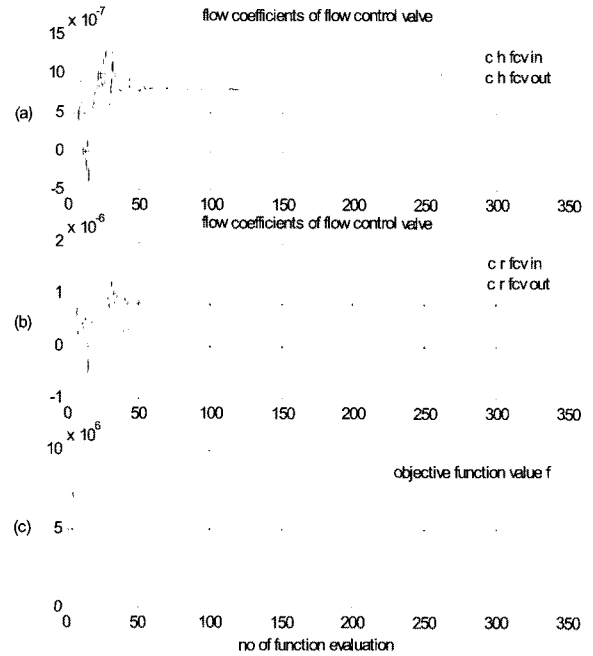 x 10^-7
flow coefficients of flow control valve
15
10
5
0
-5
c h fcv in
c h fcv out
(a)
0 50 100 150 200 250 300 350
x 10^-6
flow coefficients of flow control valve
2
1
0
-1
c r fcv in
c r fcv out
(b)
0 50 100 150 200 250 300 350
x 10^6
10
5
0
objective function value f
(c)
0 50 100 150 200 250 300 350
no of function evaluation